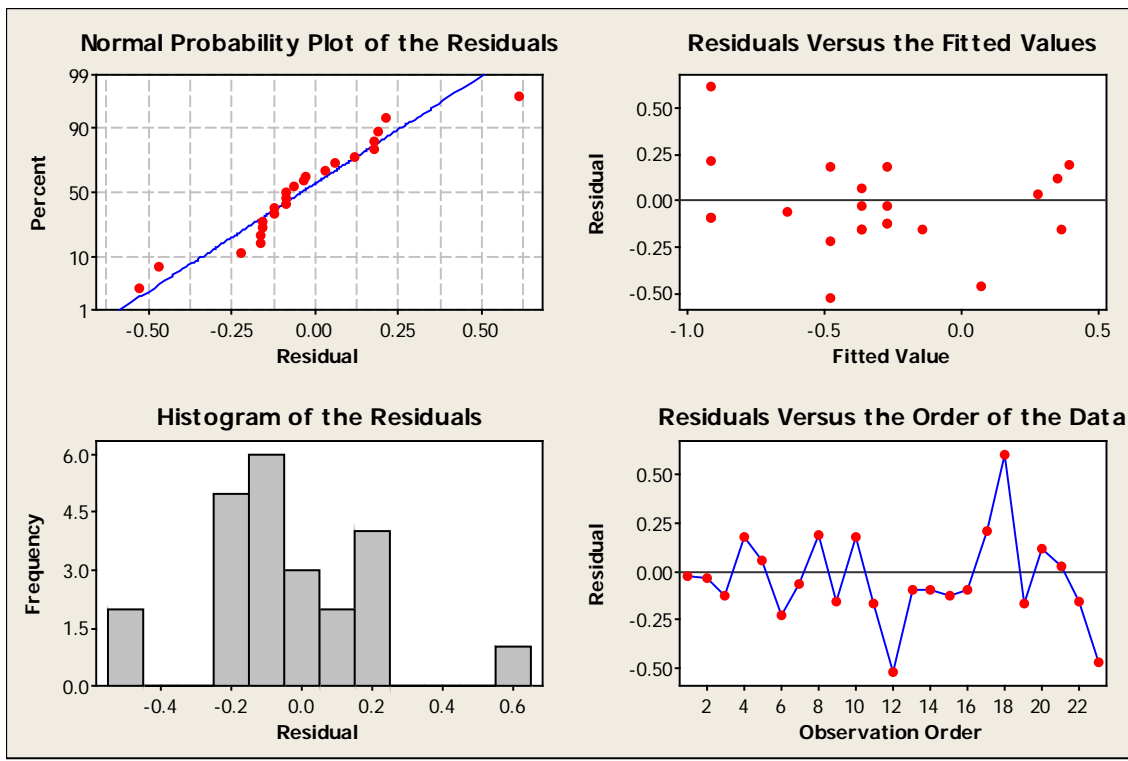 Normal Probability Plot of the Residuals
99
90
50
10
1
Percent
-0.50 -0.25 0.00 0.25 0.50
Residual
Residuals Versus the Fitted Values
0.50
0.25
0.00
-0.25
-0.50
Residual
-1.0 -0.5 0.0 0.5
Fitted Value
Histogram of the Residuals
6.0
4.5
3.0
1.5
0.0
Frequency
-0.4 -0.2 0.0 0.2 0.4 0.6
Residual
Residuals Versus the Order of the Data
0.50
0.25
0.00
-0.25
-0.50
Residual
2 4 6 8 10 12 14 16 18 20 22
Observation Order